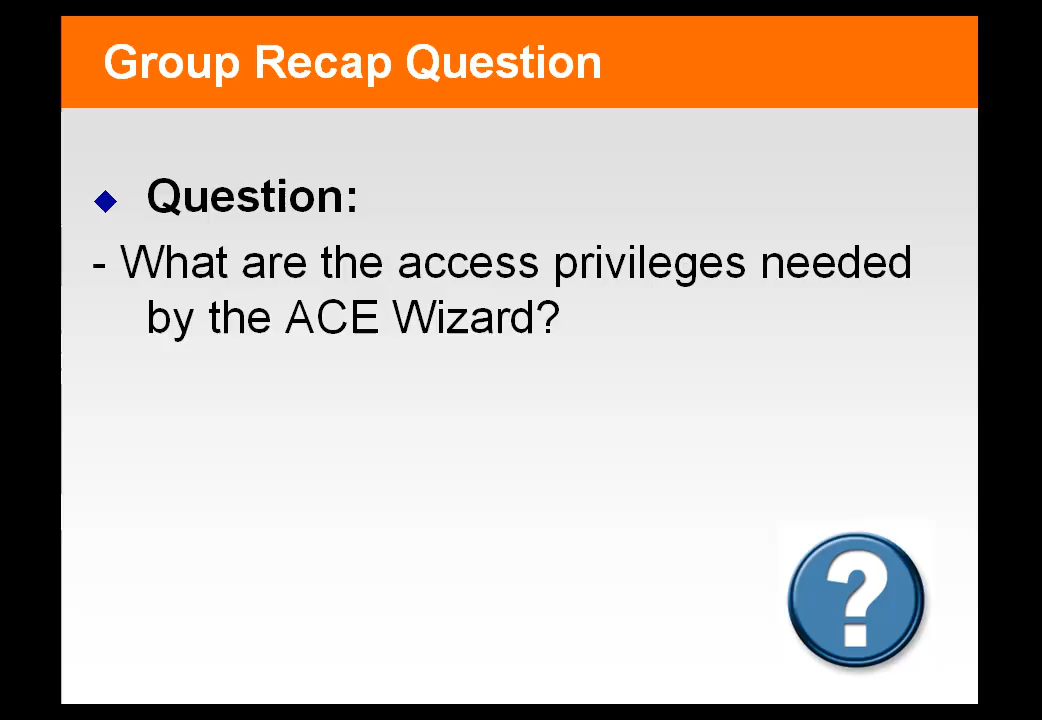 Group Recap Question
Question:
- What are the access privileges needed
by the ACE Wizard?
?